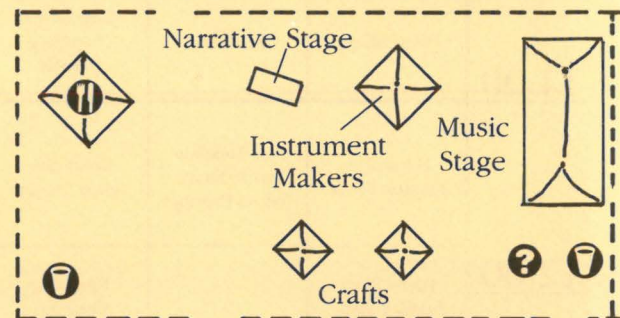 Narrative Stage
Instrument
Makers
Music
Stage
?
Crafts